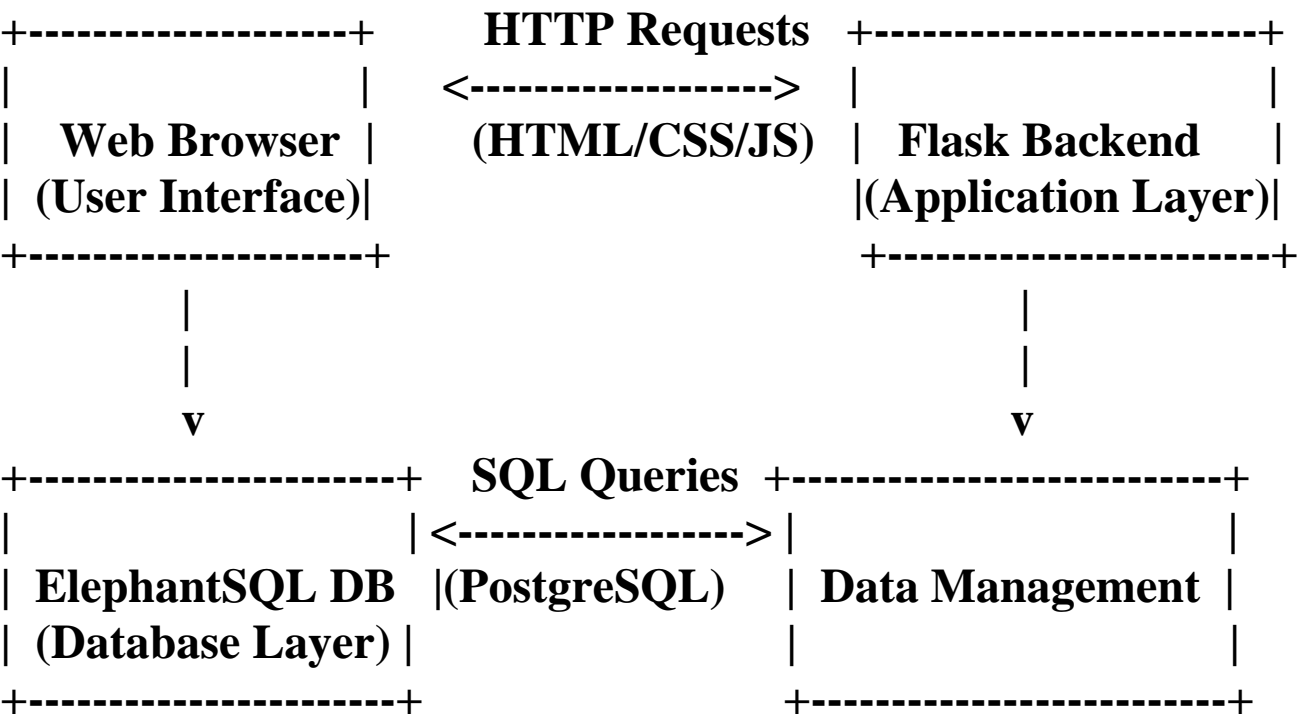 +--------------------+ HTTP Requests +------------------------+
| | <-------------------> | |
| Web Browser | (HTML/CSS/JS) | Flask Backend |
| (User Interface)| |(Application Layer)|
+---------------------+ +------------------------+
| |
| |
v v
+-----------------------+ SQL Queries +---------------------------+
| | <------------------> | |
| ElephantSQL DB |(PostgreSQL) | Data Management |
| (Database Layer) | | |
+-----------------------+ +--------------------------+